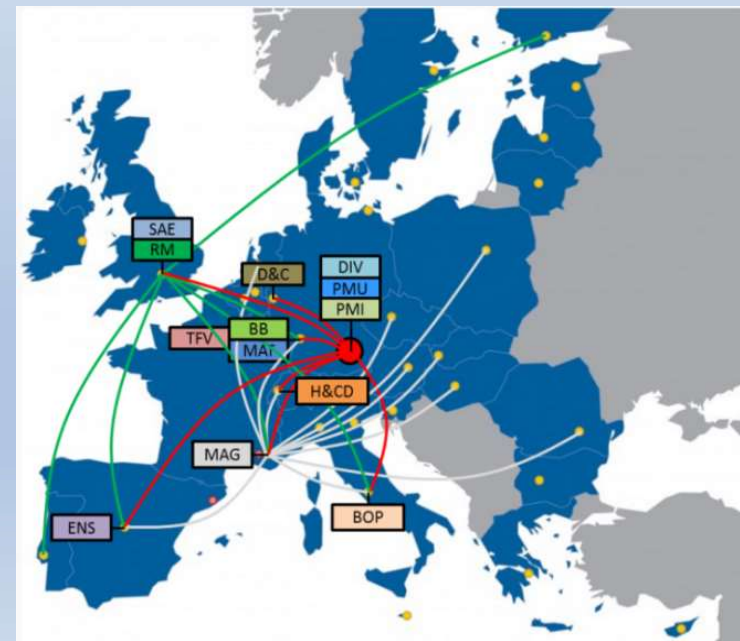 SAE
RM
D&C
DIV
PMU
PMI
TFV
BB
MAT
H&CD
MAG
ENS
BOP